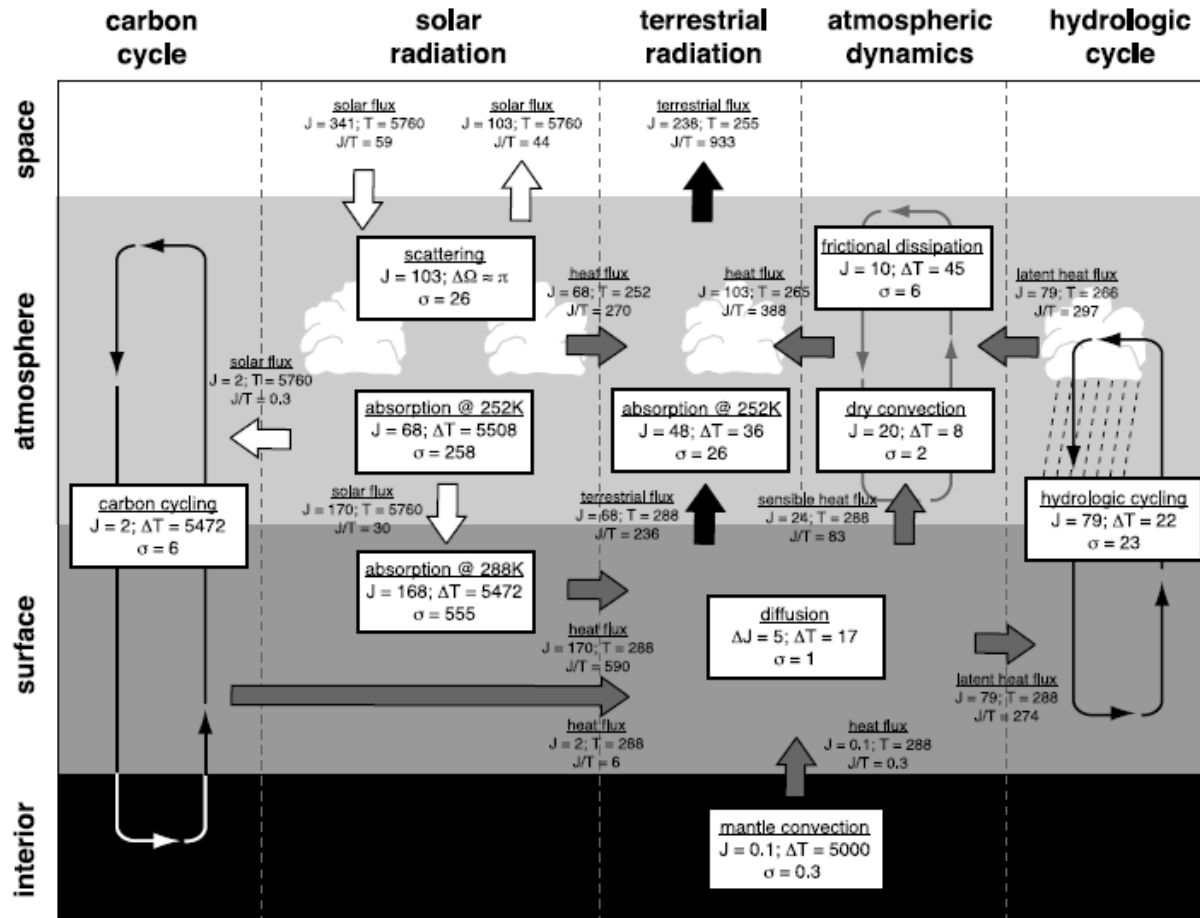 carbon
cycle
solar
radiation
terrestrial
radiation
atmospheric
dynamics
hydrologic
cycle
space
atmosphere
surface
interior
solar flux
J = 341; T = 5760
J/T = 59
solar flux
J = 103; T = 5760
J/T = 44
terrestrial flux
J = 238; T = 255
J/T = 933
scattering
J = 103; ΔΩ ≈ π
σ = 26
heat flux
J = 68; T = 252
J/T = 270
heat flux
J = 103; T = 265
J/T = 388
frictional dissipation
J = 10; ΔT = 45
σ = 6
latent heat flux
J = 79; T = 266
J/T = 297
solar flux
J = 2; T = 5760
J/T = 0.3
absorption @ 252K
J = 68; ΔT = 5508
σ = 258
absorption @ 252K
J = 48; ΔT = 36
σ = 26
dry convection
J = 20; ΔT = 8
σ = 2
carbon cycling
J = 2; ΔT = 5472
σ = 6
solar flux
J = 170; T = 5760
J/T = 30
terrestrial flux
J = 68; T = 288
J/T = 236
sensible heat flux
J = 24; T = 288
J/T = 83
hydrologic cycling
J = 79; ΔT = 22
σ = 23
absorption @ 288K
J = 168; ΔT = 5472
σ = 555
heat flux
J = 170; T = 288
J/T = 590
diffusion
ΔJ = 5; ΔT = 17
σ = 1
latent heat flux
J = 79; T = 288
J/T = 274
heat flux
J = 2; T = 288
J/T = 6
heat flux
J = 0.1; T = 288
J/T = 0.3
mantle convection
J = 0.1; ΔT = 5000
σ = 0.3